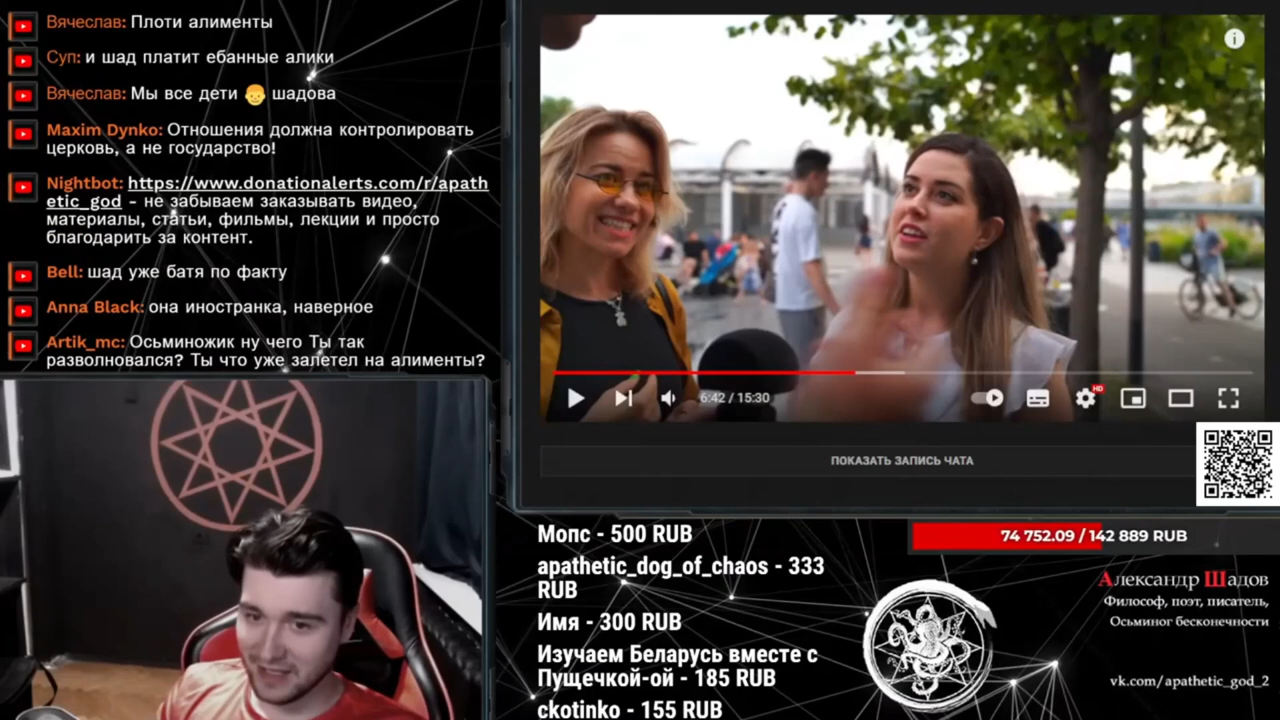 Вячеслав: Плоти алименты
Суп: и шад платит ебанные алики
Вячеслав: Мы все дети 👴 шадова
Maxim Dynko: Отношения должна контролировать
церковь, а не государство!
Nightbot: https://www.donationalerts.com/r/apath
etic_god - не забываем заказывать видео,
материалы, статьи, фильмы, лекции и просто
благодарить за контент.
Bell: шад уже батя по факту
Anna Black: она иностранка, наверное
Artik_mc: Осьминожик ну чего Ты так
разволновался? Ты что уже залетел на алименты?
6:42 / 15:30
HD
ПОКАЗАТЬ ЗАПИСЬ ЧАТА
Мопс - 500 RUB
apathetic_dog_of_chaos - 333
RUB
Имя - 300 RUB
Изучаем Беларусь вместе с
Пущечкой-ой - 185 RUB
ckotinko - 155 RUB
74 752.09 / 142 889 RUB
Александр Шадов
Философ, поэт, писатель,
Осьминог бесконечности
vk.com/apathetic_god_2